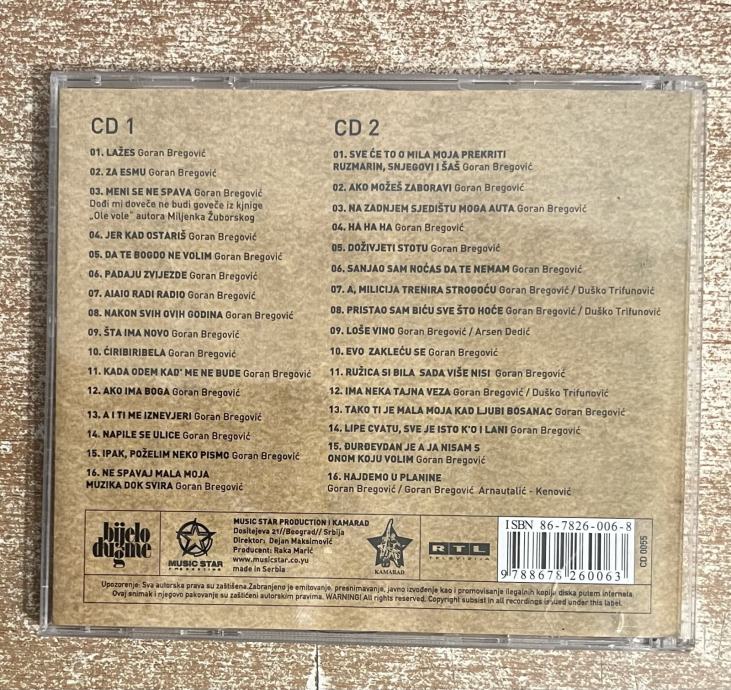 CD 1
01. LAŽEŠ Goran Bregović
02. ZA ESMU Goran Bregović
03. MENI SE NE SPAVA Goran Bregović
Dođi mi doveče ne budi goveče iz kjnige
„Ole vole" autora Miljenka Žuborskog
04. JER KAD OSTARIŠ Goran Bregović
05. DA TE BOGDO NE VOLIM Goran Bregović
06. PADAJU ZVIJEZDE Goran Bregović
07. AIAIO RADI RADIO Goran Bregović
08. NAKON SVIH OVIH GODINA Goran Bregović
09. ŠTA IMA NOVO Goran Bregović
10. ĆIRIBIRIBELA Goran Bregović
11. KADA ODEM KAD' ME NE BUDE Goran Bregović
12. AKO IMA BOGA Goran Bregović
13. A I TI ME IZNEVJERI Goran Bregović
14. NAPILE SE ULICE Goran Bregović
15. IPAK, POŽELIM NEKO PISMO Goran Bregović
16. NE SPAVAJ MALA MOJA
MUZIKA DOK SVIRA Goran Bregović
CD 2
01. SVE ĆE TO O MILA MOJA PREKRITI
RUZMARIN, SNJEGOVI I ŠAŠ Goran Bregović
02. AKO MOŽEŠ ZABORAVI Goran Bregović
03. NA ZADNJEM SJEDIŠTU MOGA AUTA Goran Bregović
04. HA HA HA Goran Bregović
05. DOŽIVJETI STOTU Goran Bregović
06. SANJAO SAM NOĆAS DA TE NEMAM Goran Bregović
07. A, MILICIJA TRENIRA STROGOĆU Goran Bregović / Duško Trifunović
08. PRISTAO SAM BIĆU SVE ŠTO HOĆE Goran Bregović / Duško Trifunović
09. LOŠE VINO Goran Bregović / Arsen Dedić
10. EVO ZAKLEĆU SE Goran Bregović
11. RUŽICA SI BILA SADA VIŠE NISI Goran Bregović
12. IMA NEKA TAJNA VEZA Goran Bregović / Duško Trifunović
13. TAKO TI JE MALA MOJA KAD LJUBI BOSANAC Goran Bregović
14. LIPE CVATU, SVE JE ISTO K'O I LANI Goran Bregović
15. ĐURĐEVDAN JE A JA NISAM S
ONOM KOJU VOLIM Goran Bregović
16. HAJDEMO U PLANINE
Goran Bregović / Goran Bregović Arnautalić - Kenović
bijelo
dugme
MUSIC STAR
PRODUCTION
MUSIC STAR PRODUCTION I KAMARAD
Dositejeva 21//Beograd// Srbija
Direktor: Dejan Maksimović
Producent: Raka Marić
www.musicstar.co.yu
made in Serbia
KAMARAD
RTL
TELEVIZIJA
ISBN 86-7826-006-8
9 788678 260063
CD 0055
Upozorenje: Sva autorska prava su zaštišena.Zabranjeno je emitovanje, presnimavanje, javno izvođenje kao i promovisanje ilegalnih kopija diska putem interneta.
Ovaj snimak i njegovo pakovanje su zaštićeni autorskim pravima. WARNING! All rights reserved. Copyright subsist in all recordings issued under this label.